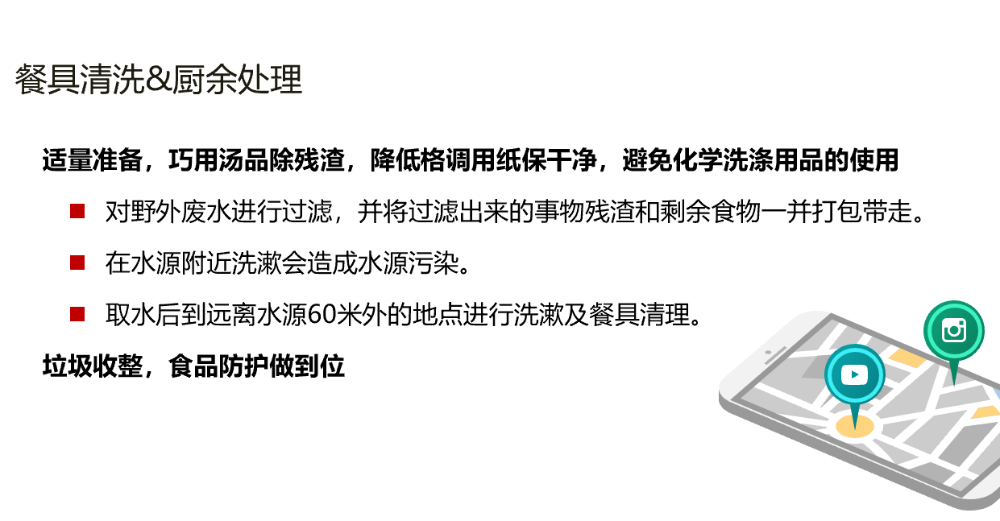 餐具清洗&厨余处理
适量准备，巧用汤品除残渣，降低格调用纸保干净，避免化学洗涤用品的使用
对野外废水进行过滤，并将过滤出来的事物残渣和剩余食物一并打包带走。
在水源附近洗漱会造成水源污染。
取水后到远离水源60米外的地点进行洗漱及餐具清理。
垃圾收整，食品防护做到位